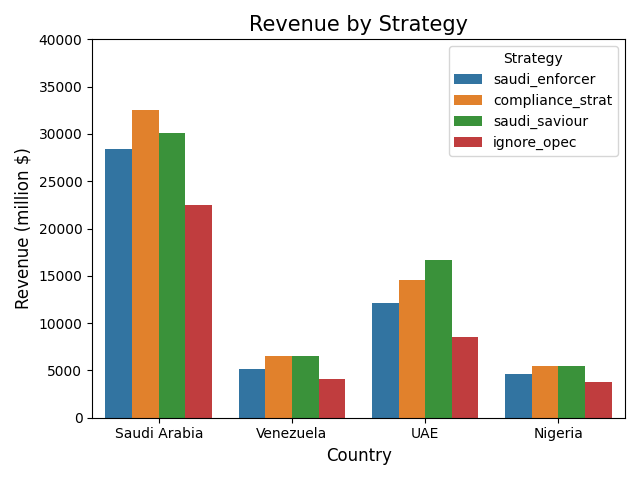 Revenue by Strategy
Revenue (million $)
40000
35000
30000
25000
20000
15000
10000
5000
0
Strategy
saudi_enforcer
compliance_strat
saudi_saviour
ignore_opec
Saudi Arabia
Venezuela
UAE
Nigeria
Country